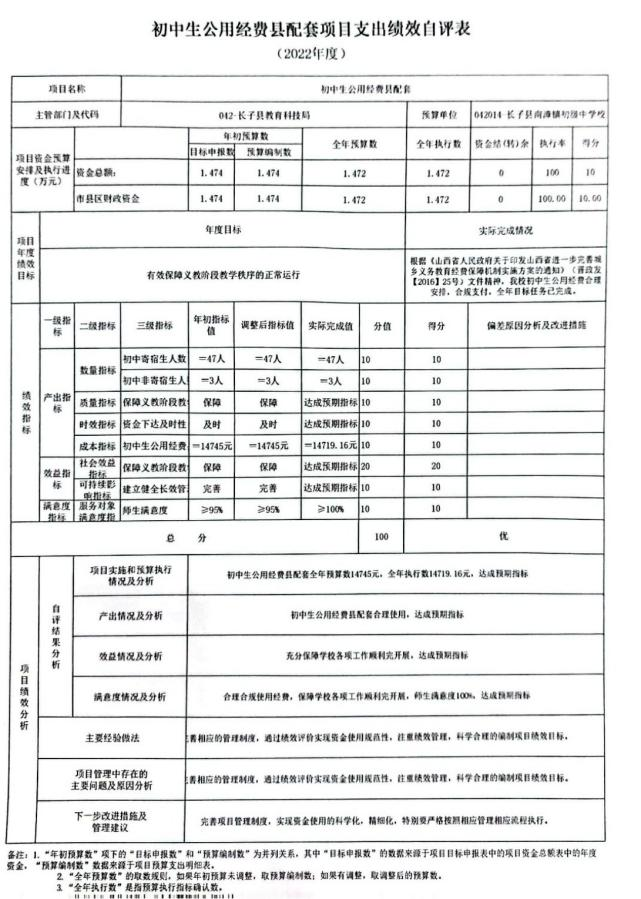 初中生公用经费县配套项目支出绩效自评表
（2022年度）
项目名称 初中生公用经费县配套
主管部门及代码 042-长子县教育科技局 预算单位 042014-长子县南漳镇初级中学校
项目资金预算安排及执行进度（万元） 年初预算数 全年预算数 全年执行数 资金结(转)余 执行率 得分
目标申报数 预算编制数
资金总额: 1.474 1.474 1.472 1.472 0 100 10
市县区财政资金 1.474 1.474 1.472 1.472 0 100.00 10.00
项目年度绩效目标 年度目标 实际完成情况
有效保障义教阶段教学秩序的正常运行
根据《山西省人民政府关于印发山西省进一步完善城
乡义务教育经费保障机制实施方案的通知》（晋政发
【2016】25号）文件精神，我校初中生公用经费合理
安排，合规支付，全年目标任务已完成。
绩效指标 一级指标 二级指标 三级指标 年初指标值 调整后指标值 实际完成值 分值 得分 偏差原因分析及改进措施
产出指标 数量指标 初中寄宿生人数 =47人 =47人 =47人 10 10
初中非寄宿生人 =3人 =3人 =3人 10 10
质量指标 保障义教阶段教 保障 保障 达成预期指标 10 10
时效指标 资金下达及时性 及时 及时 达成预期指标 10 10
成本指标 初中生公用经费 =14745元 =14745元 =14719.16元 10 10
效益指标 社会效益指标 保障义教阶段教 保障 保障 达成预期指标 20 20
可持续影响指标 建立健全长效管 完善 完善 达成预期指标 10 10
满意度指标 服务对象满意度指 师生满意度 ≥95% ≥95% ≥100% 10 10
总 分 100 优
项目绩效分析 自评结果分析 项目实施和预算执行情况及分析 初中生公用经费县配套全年预算数14745元，全年执行数14719.16元，达成预期指标
产出情况及分析 初中生公用经费县配套合理使用，达成预期指标
效益情况及分析 充分保障学校各项工作顺利完开展，达成预期指标
满意度情况及分析 合理合规使用经费，保障学校各项工作顺利完开展，师生满意度100%，达成预期指标
主要经验做法 善相应的管理制度，通过绩效评价实现资金使用规范性，注重绩效管理，科学合理的编制项目绩效目标。
项目管理中存在的主要问题及原因分析 善相应的管理制度，通过绩效评价实现资金使用规范性，注重绩效管理，科学合理的编制项目绩效目标。
下一步改进措施及管理建议 完善项目管理制度，实现资金使用的科学化，精细化，特别要严格按照相应管理相应流程执行。
备注：1.“年初预算数”项下的“目标申报数”和“预算编制数”为并列关系，其中“目标申报数”的数据来源于项目目标申报表中的项目资金总额表中的年度
资金，“预算编制数”数据来源于项目预算支出明细表。
2.“全年预算数”的取数规则，如果年初预算未调整，取预算编制数；如果有调整，取调整后的预算数。
3.“全年执行数”是指预算执行指标确认数。